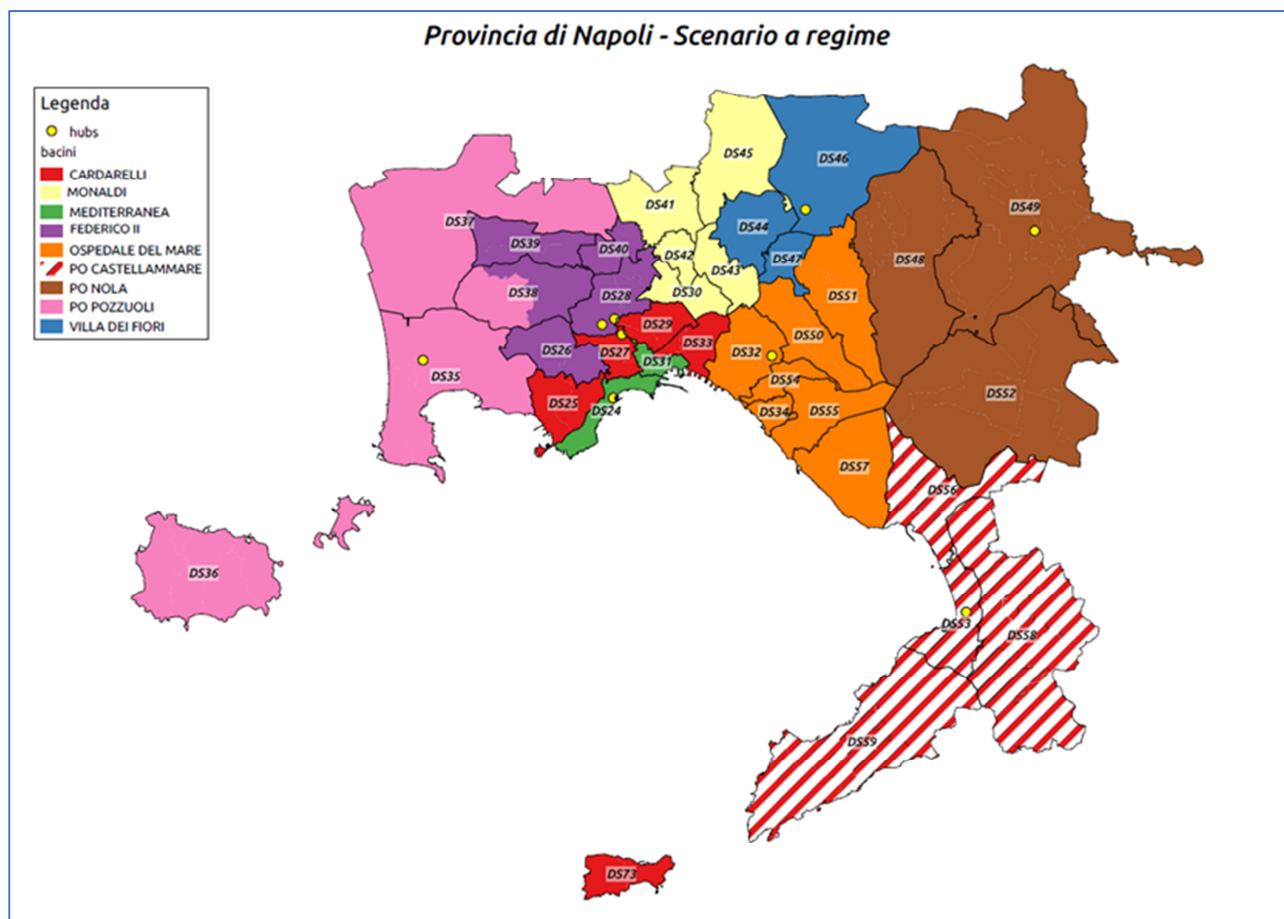 Provincia di Napoli - Scenario a regime
Legenda
hubs
bacini
CARDARELLI
MONALDI
MEDITERRANEA
FEDERICO II
OSPEDALE DEL MARE
PO CASTELLAMMARE
PO NOLA
PO POZZUOLI
VILLA DEI FIORI
DS45
DS46
DS41
DS49
DS37
DS44
DS39
DS40
DS42
DS47
DS48
DS43
DS38
DS28
DS30
DS51
DS29
DS50
DS33
DS26
DS27
DS32
DS31
DS35
DS54
DS52
DS25
DS24
DS34
DS55
DS57
DS56
DS36
DS53
DS58
DS59
DS73